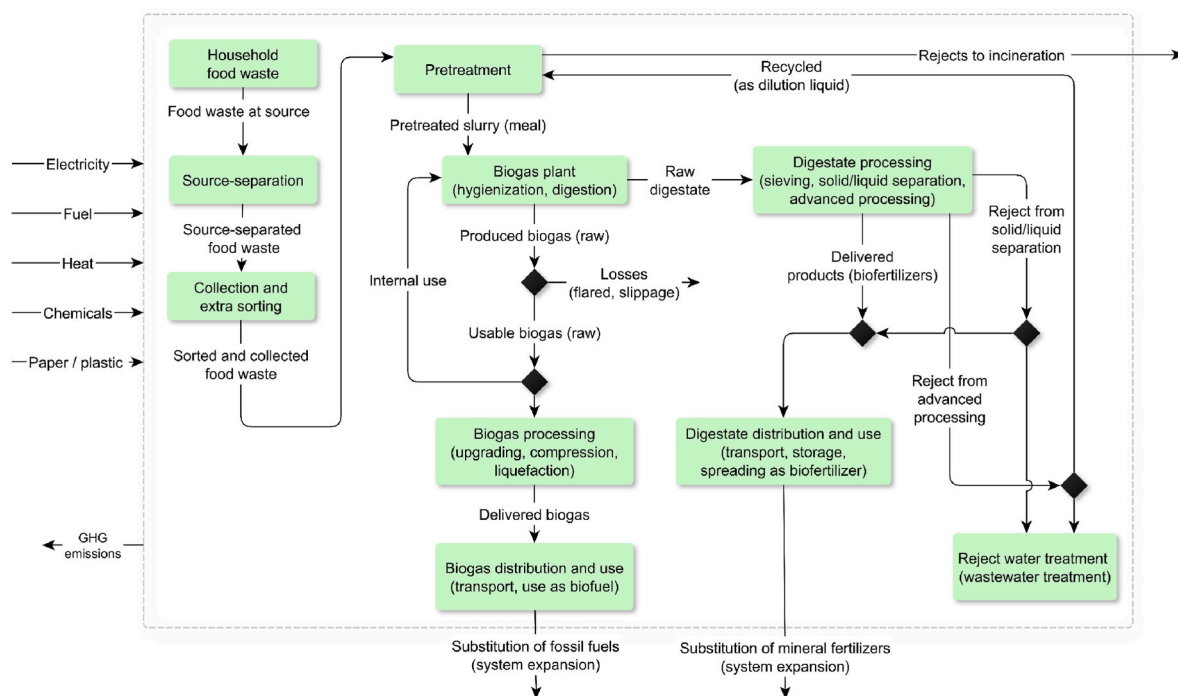 Household
food waste
Food waste at source
Source-separation
Source-separated
food waste
Collection and
extra sorting
Sorted and collected
food waste
Electricity
Fuel
Heat
Chemicals
Paper / plastic
GHG
emissions
Pretreatment
Rejects to incineration
Recycled
(as dilution liquid)
Pretreated slurry (meal)
Biogas plant
(hygienization, digestion)
Raw
digestate
Digestate processing
(sieving, solid/liquid separation,
advanced processing)
Reject from
solid/liquid
separation
Produced biogas (raw)
Internal use
Losses
(flared, slippage)
Delivered
products (biofertilizers)
Usable biogas (raw)
Reject from
advanced
processing
Biogas processing
(upgrading, compression,
liquefaction)
Digestate distribution and use
(transport, storage,
spreading as biofertilizer)
Delivered biogas
Biogas distribution and use
(transport, use as biofuel)
Reject water treatment
(wastewater treatment)
Substitution of fossil fuels
(system expansion)
Substitution of mineral fertilizers
(system expansion)